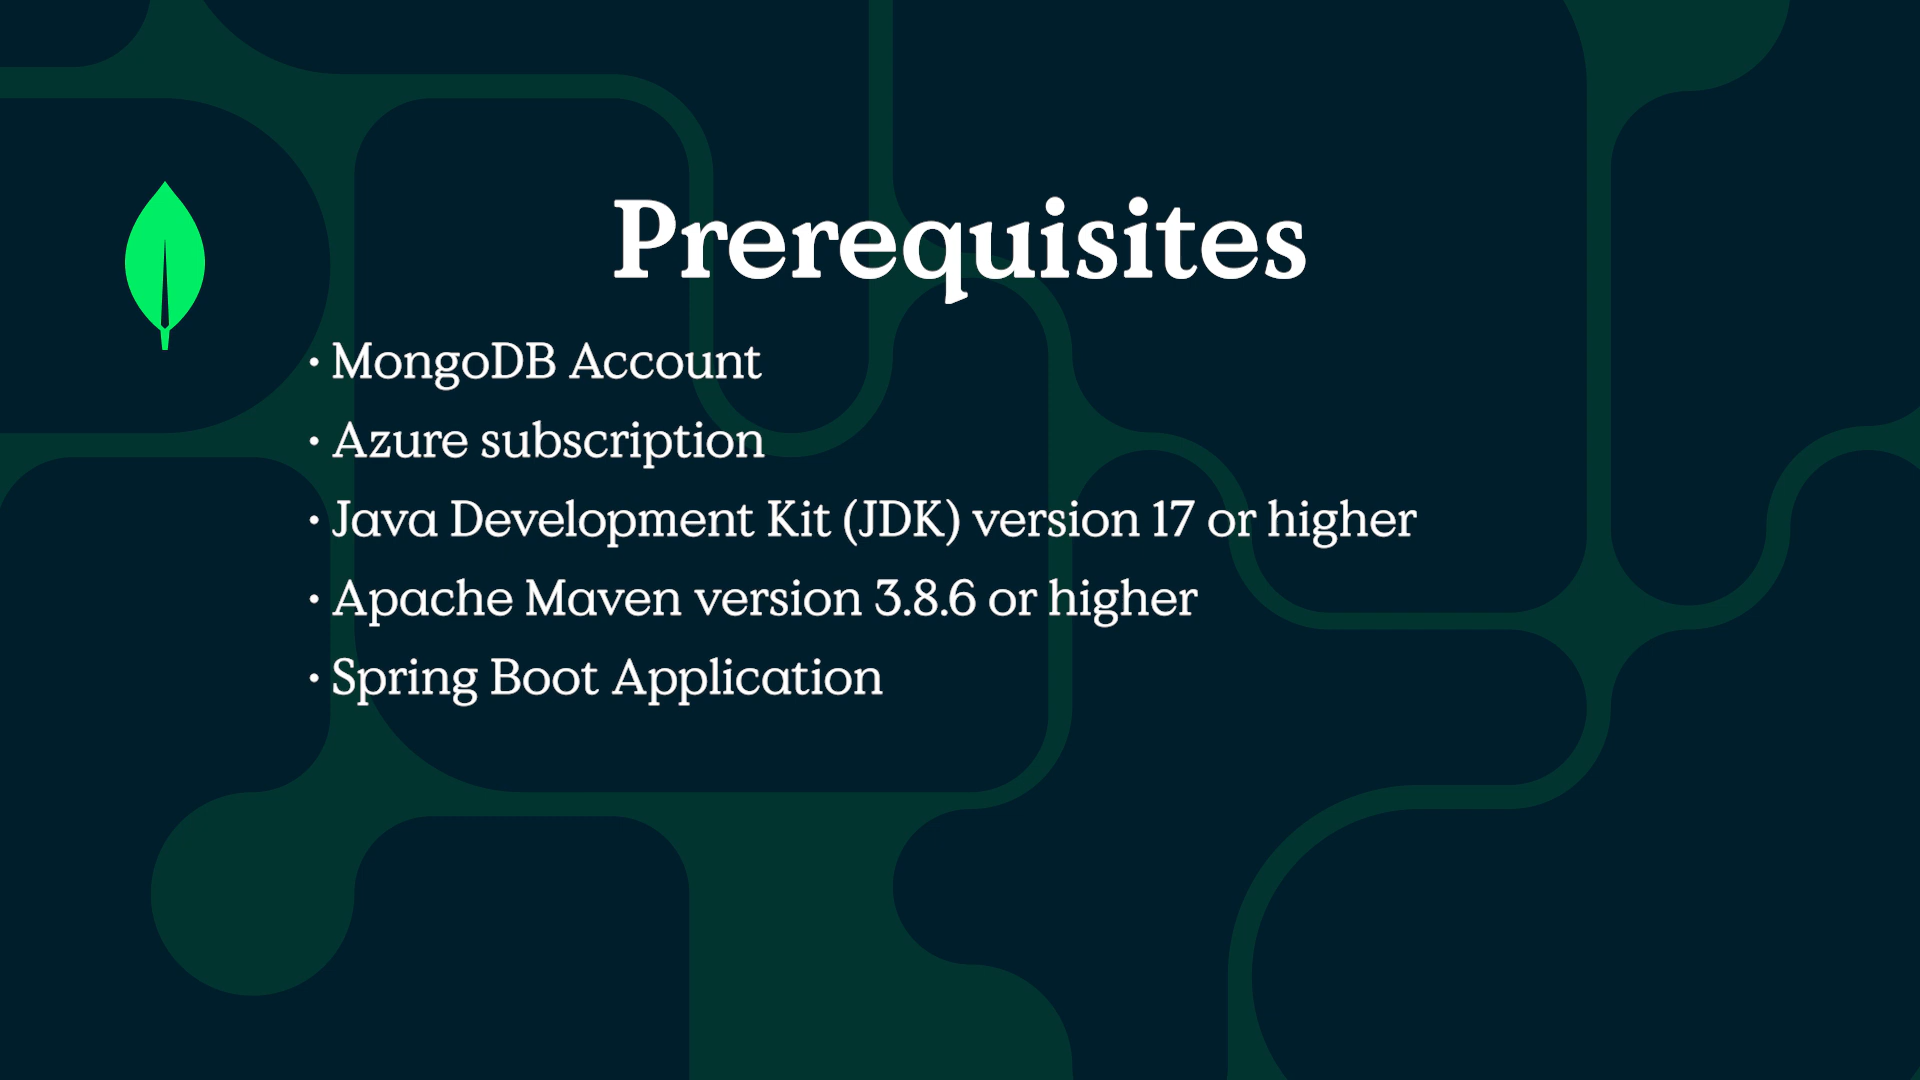 Prerequisites
• MongoDB Account
• Azure subscription
• Java Development Kit (JDK) version 17 or higher
• Apache Maven version 3.8.6 or higher
• Spring Boot Application